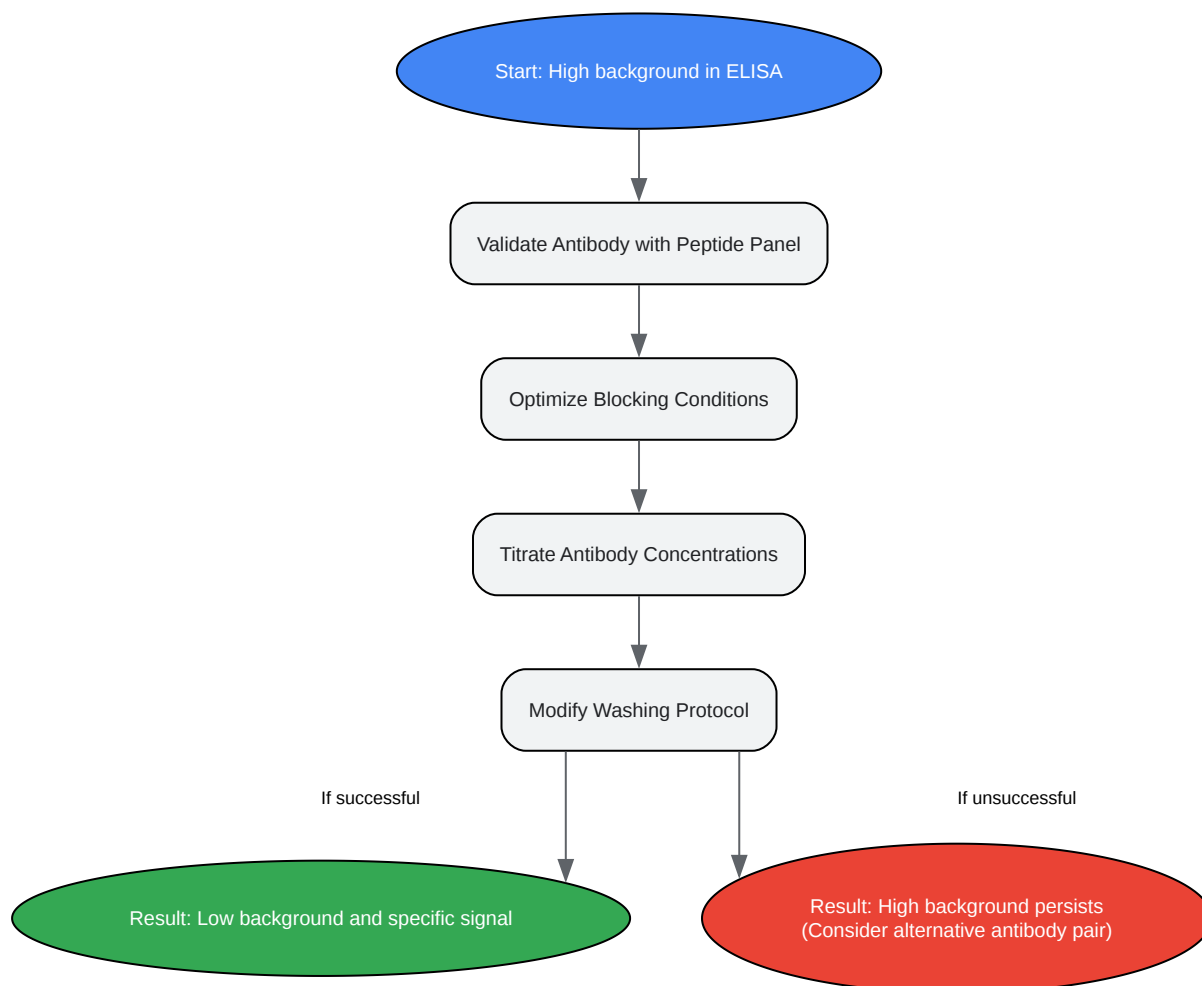 Start: High background in ELISA
Validate Antibody with Peptide Panel
Optimize Blocking Conditions
Titrate Antibody Concentrations
Modify Washing Protocol
If successful
If unsuccessful
Result: Low background and specific signal
Result: High background persists
(Consider alternative antibody pair)